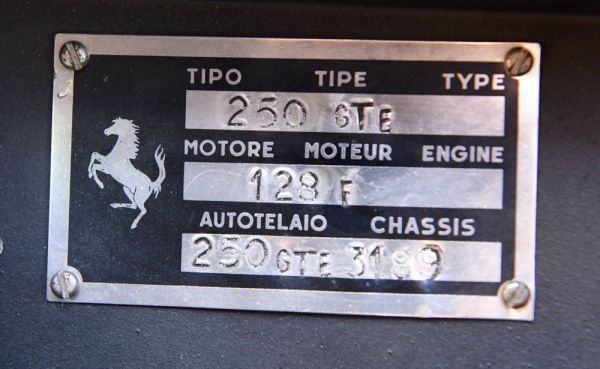 TIPO TIPE TYPE
250 GTE
MOTORE MOTEUR ENGINE
128 F
AUTOTELAIO CHASSIS
250 GTE 3189